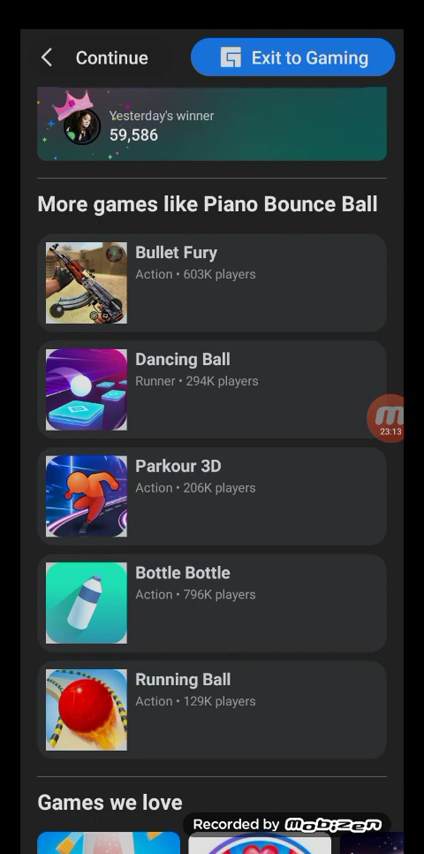 Continue
Exit to Gaming
Yesterday's winner
59,586
More games like Piano Bounce Ball
Bullet Fury
Action • 603K players
Dancing Ball
Runner • 294K players
23:13
Parkour 3D
Action • 206K players
Bottle Bottle
Action • 796K players
Running Ball
Action • 129K players
Games we love
Recorded by mobizen